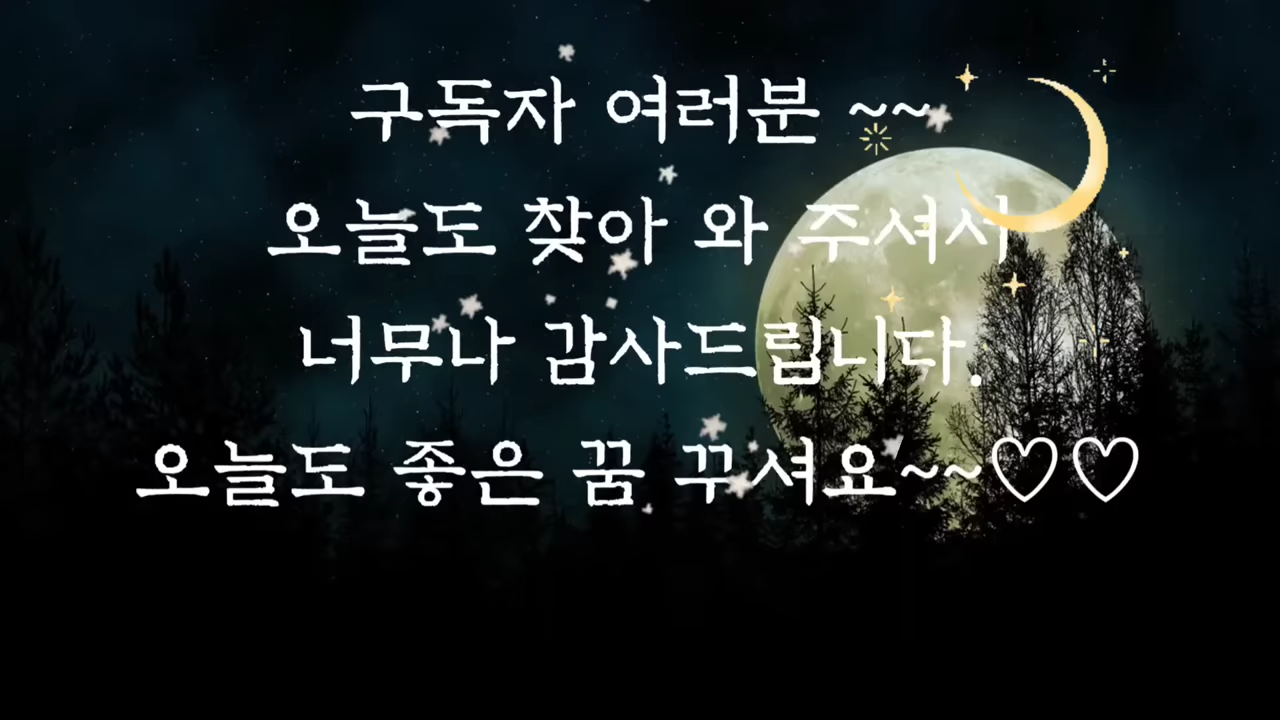 구독자 여러분 ~~
오늘도 찾아 와 주셔서
너무나 감사드립니다.
오늘도 좋은 꿈 꾸셔요~~♡♡